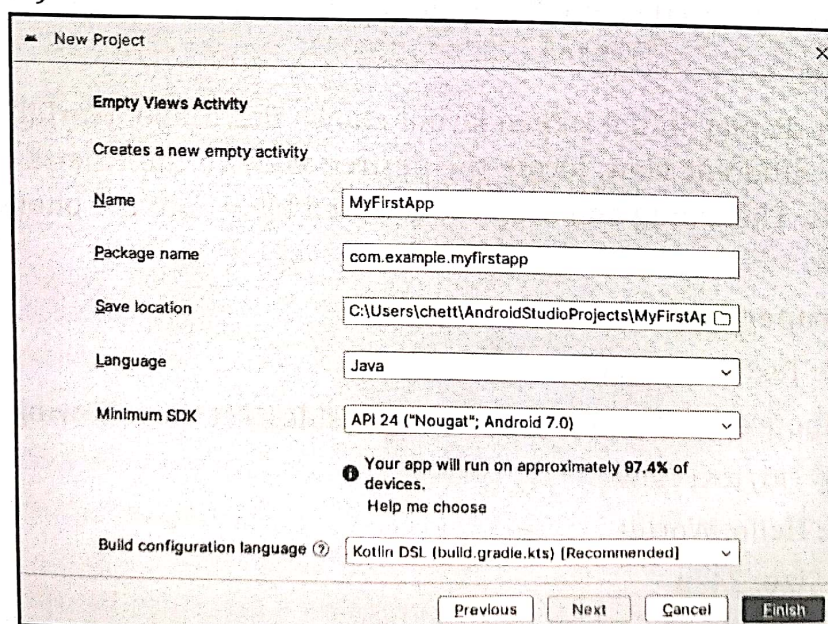 New Project
Empty Views Activity
Creates a new empty activity
Name MyFirstApp
Package name com.example.myfirstapp
Save location C:\Users\chett\AndroidStudioProjects\MyFirstAp
Language Java
Minimum SDK API 24 ("Nougat"; Android 7.0)
Your app will run on approximately 97.4% of
devices.
Help me choose
Build configuration language ? Kotlin DSL (build.gradle.kts) [Recommended]
Previous Next Cancel Finish